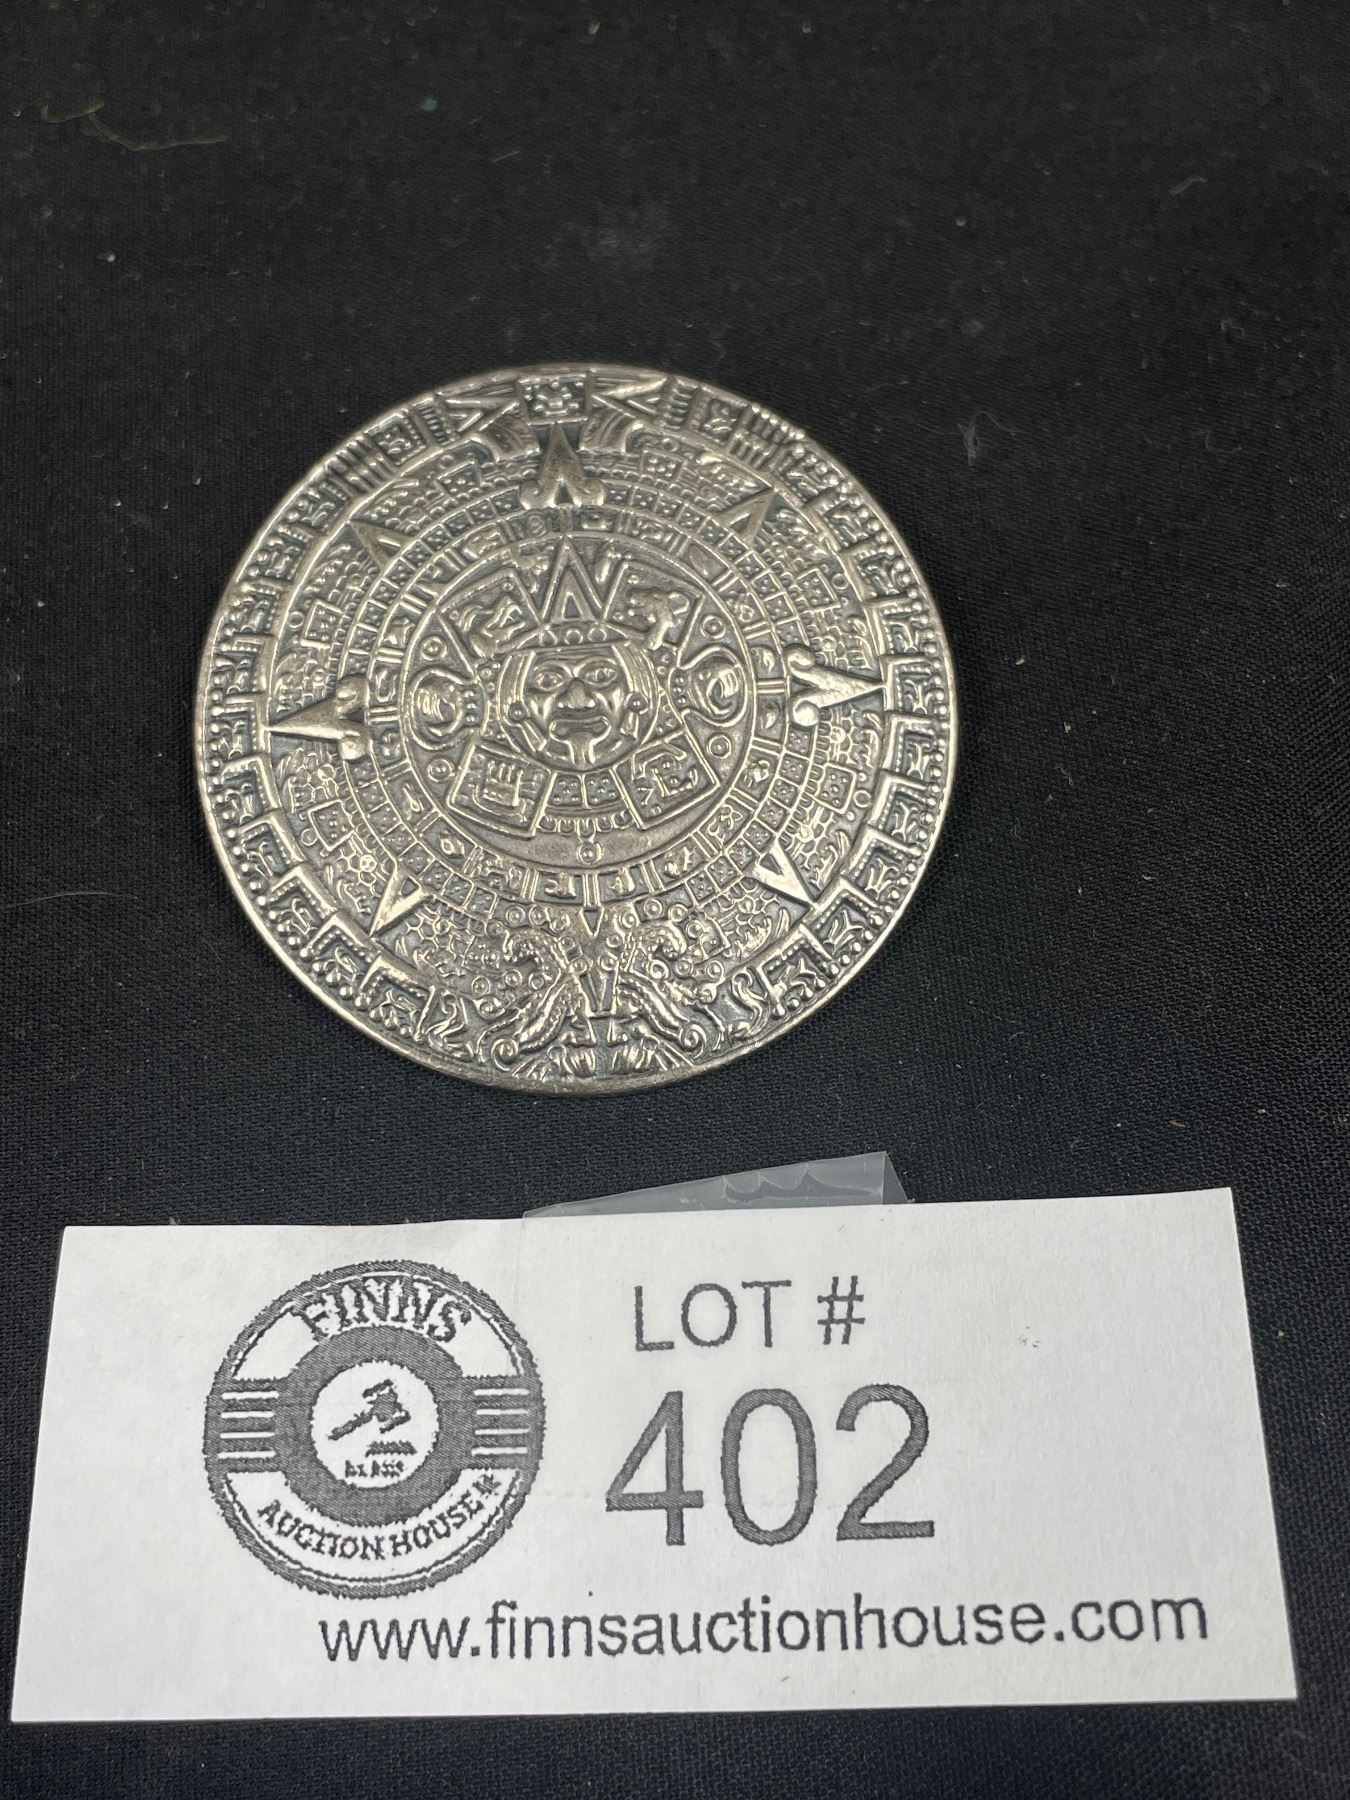 FINNS
AUCTION HOUSE
LOT #
402
www.finnsauctionhouse.com